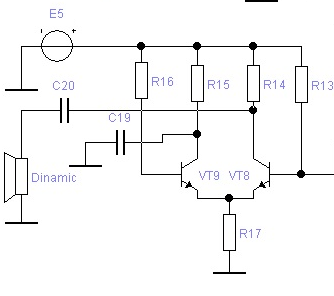 E5
- +
R16
R15
R14
R13
C20
C19
Dinamic
VT9
VT8
R17